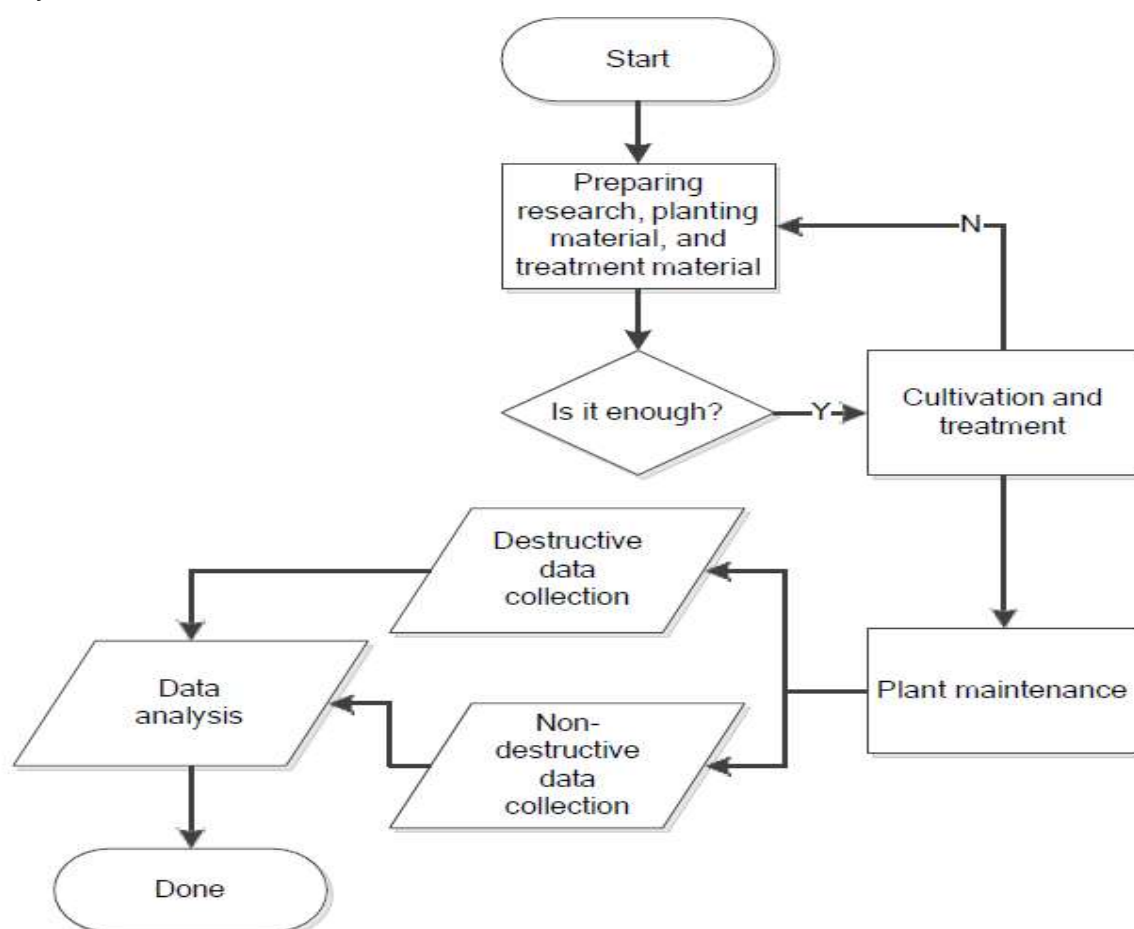 Start
Preparing
research, planting
material, and
treatment material
N
Is it enough?
Y
Cultivation and
treatment
Destructive
data
collection
Plant maintenance
Data
analysis
Non-
destructive
data
collection
Done